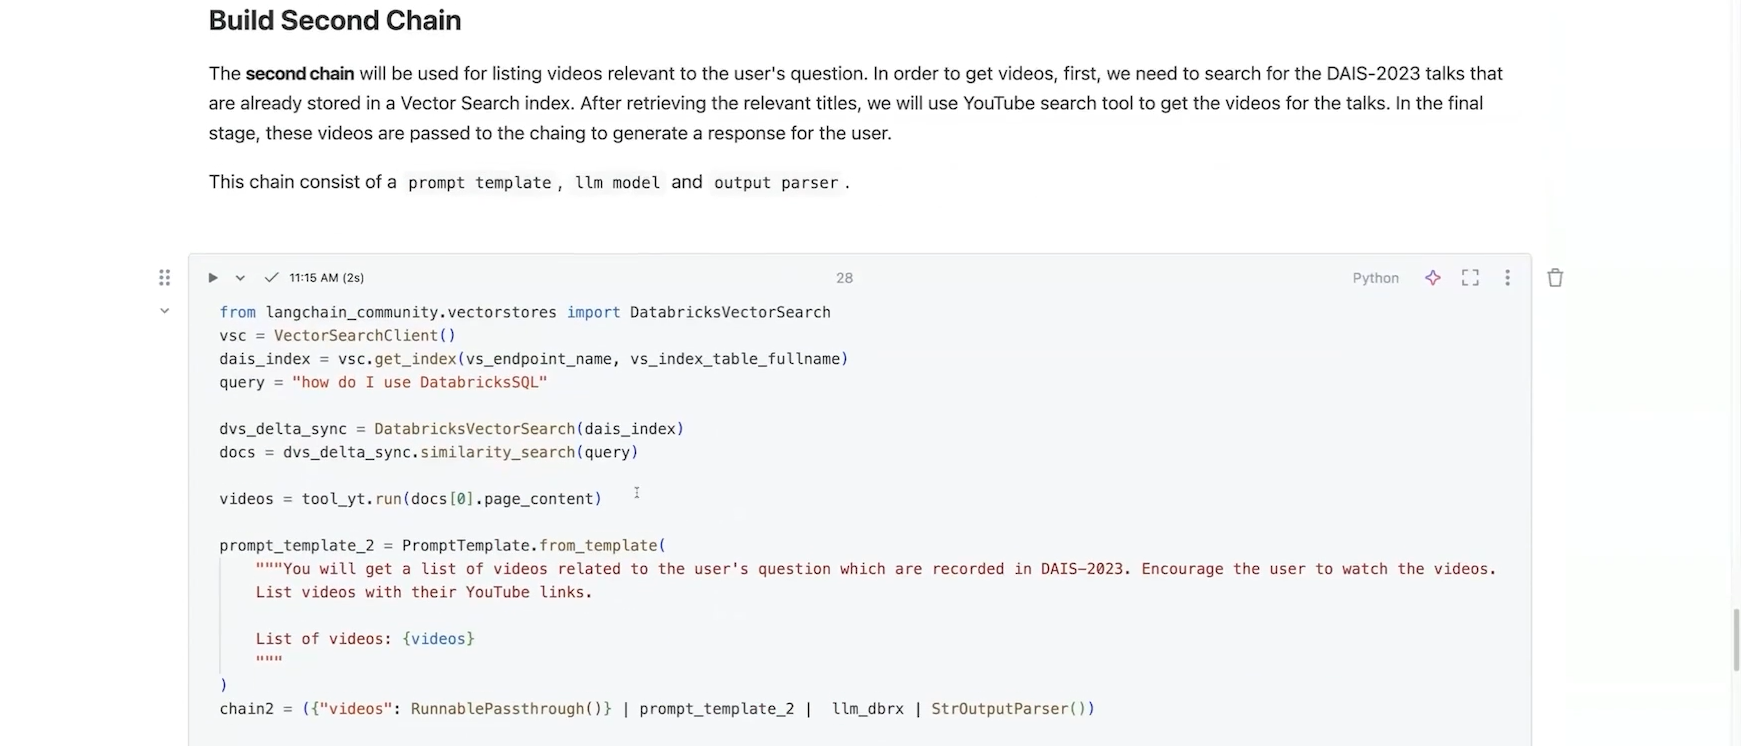 Build Second Chain
The second chain will be used for listing videos relevant to the user's question. In order to get videos, first, we need to search for the DAIS-2023 talks that
are already stored in a Vector Search index. After retrieving the relevant titles, we will use YouTube search tool to get the videos for the talks. In the final
stage, these videos are passed to the chaing to generate a response for the user.
This chain consist of a prompt template, llm model and output parser.
11:15 AM (2s)
28
Python
from langchain_community.vectorstores import DatabricksVectorSearch
vsc = VectorSearchClient()
dais_index = vsc.get_index(vs_endpoint_name, vs_index_table_fullname)
query = "how do I use DatabricksSQL"
dvs_delta_sync = DatabricksVectorSearch(dais_index)
docs = dvs_delta_sync.similarity_search(query)
videos = tool_yt.run(docs[0].page_content)
prompt_template_2 = PromptTemplate.from_template(
"""You will get a list of videos related to the user's question which are recorded in DAIS-2023. Encourage the user to watch the videos.
List videos with their YouTube links.
List of videos: {videos}
"""
)
chain2 = ({"videos": RunnablePassthrough()} | prompt_template_2 |  llm_dbrx | StrOutputParser())